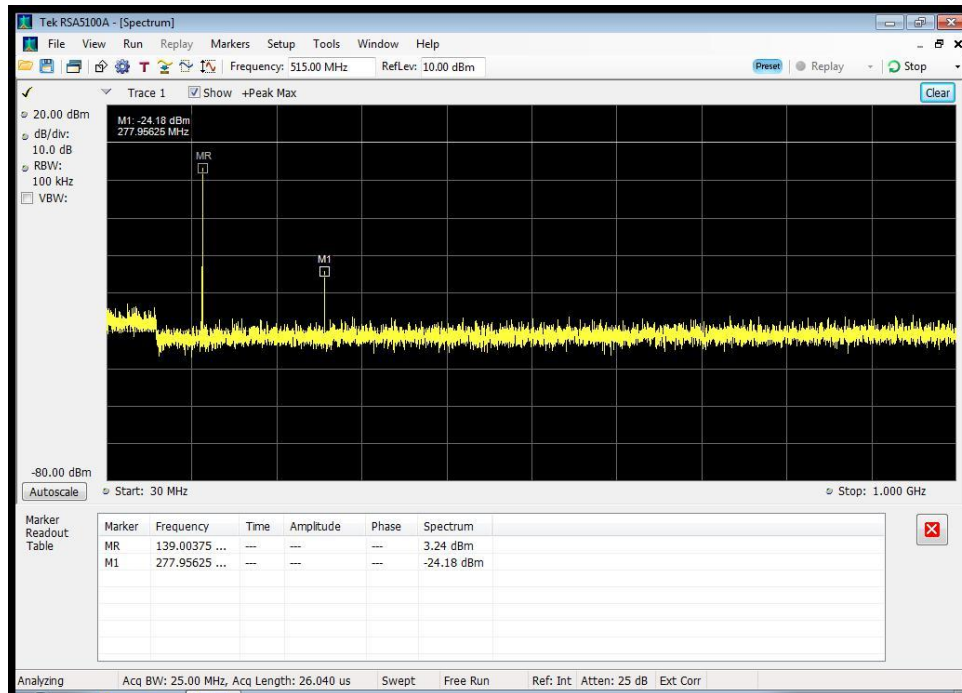 Tek RSA5100A - [Spectrum]
File View Run Replay Markers Setup Tools Window Help
T Frequency: 515.00 MHz RefLev: 10.00 dBm Preset Replay Stop
Trace 1 Show +Peak Max Clear
20.00 dBm
dB/div:
10.0 dB
RBW:
100 kHz
VBW:
M1: -24.18 dBm
277.95625 MHz
MR
M1
-80.00 dBm
Autoscale Start: 30 MHz Stop: 1.000 GHz
Marker
Readout
Table
Marker Frequency Time Amplitude Phase Spectrum
MR 139.00375 ... --- --- --- 3.24 dBm
M1 277.95625 ... --- --- --- -24.18 dBm
Analyzing Acq BW: 25.00 MHz, Acq Length: 26.040 us Swept Free Run Ref: Int Atten: 25 dB Ext Corr